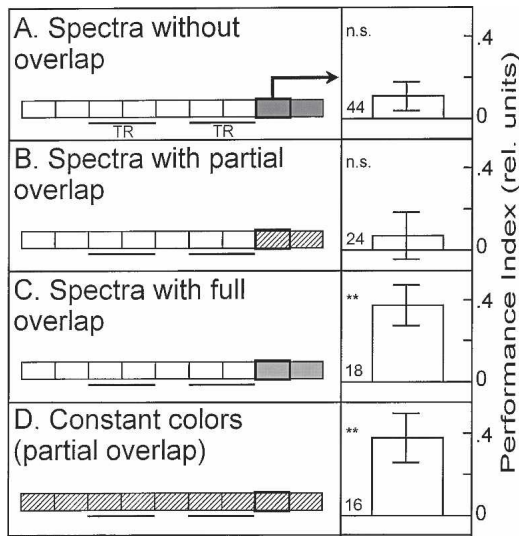 A. Spectra without
overlap
TR
TR
n.s.
44
.4
0
B. Spectra with partial
overlap
n.s.
24
.4
0
C. Spectra with full
overlap
**
18
.4
0
D. Constant colors
(partial overlap)
**
16
.4
0
Performance Index (rel. units)